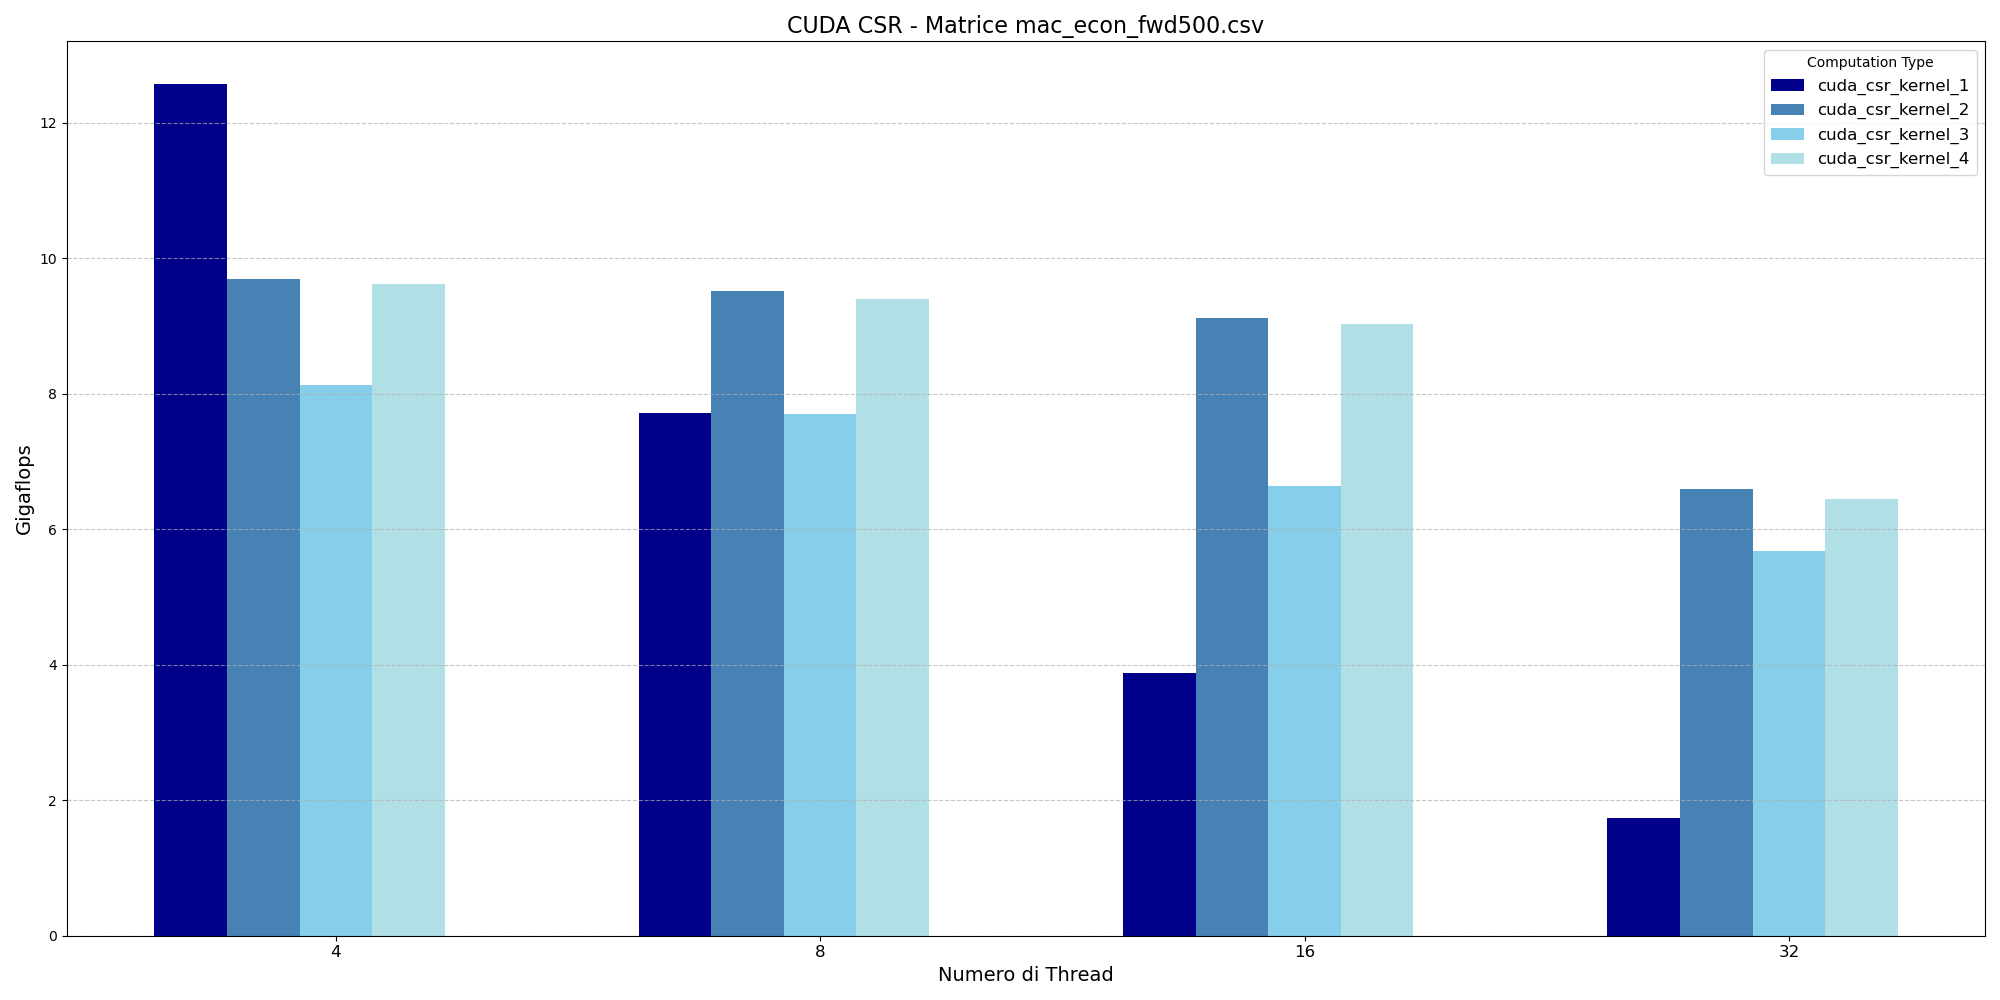 CUDA CSR - Matrice mac_econ_fwd500.csv
Computation Type
cuda_csr_kernel_1
cuda_csr_kernel_2
cuda_csr_kernel_3
cuda_csr_kernel_4
Gigaflops
12
10
8
6
4
2
0
4 8 16 32
Numero di Thread